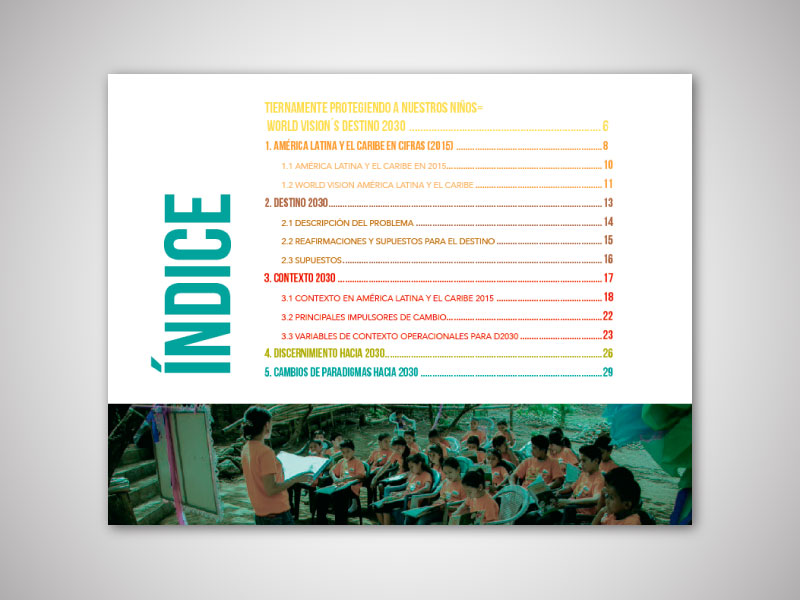 ÍNDICE
TIERNAMENTE PROTEGIENDO A NUESTROS NIÑOS=
WORLD VISION´S DESTINO 2030 6
1. AMÉRICA LATINA Y EL CARIBE EN CIFRAS (2015) 8
1.1 AMÉRICA LATINA Y EL CARIBE EN 2015 10
1.2 WORLD VISION AMÉRICA LATINA Y EL CARIBE 11
2. DESTINO 2030 13
2.1 DESCRIPCIÓN DEL PROBLEMA 14
2.2 REAFIRMACIONES Y SUPUESTOS PARA EL DESTINO 15
2.3 SUPUESTOS 16
3. CONTEXTO 2030 17
3.1 CONTEXTO EN AMÉRICA LATINA Y EL CARIBE 2015 18
3.2 PRINCIPALES IMPULSORES DE CAMBIO 22
3.3 VARIABLES DE CONTEXTO OPERACIONALES PARA D2030 23
4. DISCERNIMIENTO HACIA 2030 26
5. CAMBIOS DE PARADIGMAS HACIA 2030 29